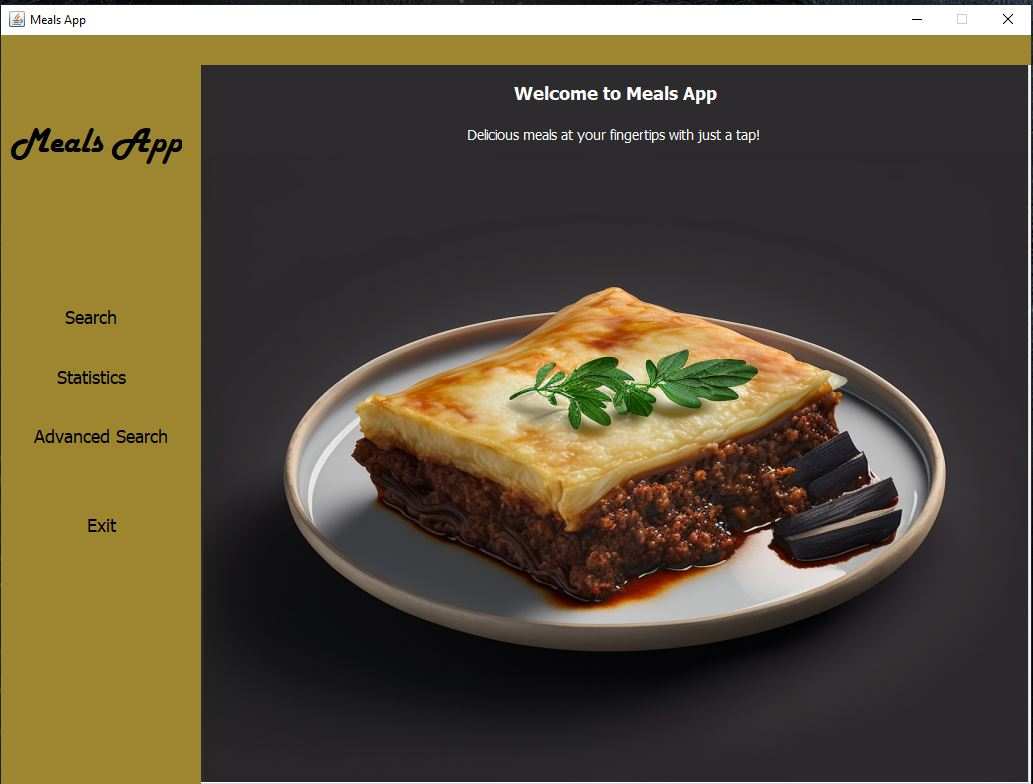 Meals App
Welcome to Meals App
Delicious meals at your fingertips with just a tap!
Meals App
Search
Statistics
Advanced Search
Exit